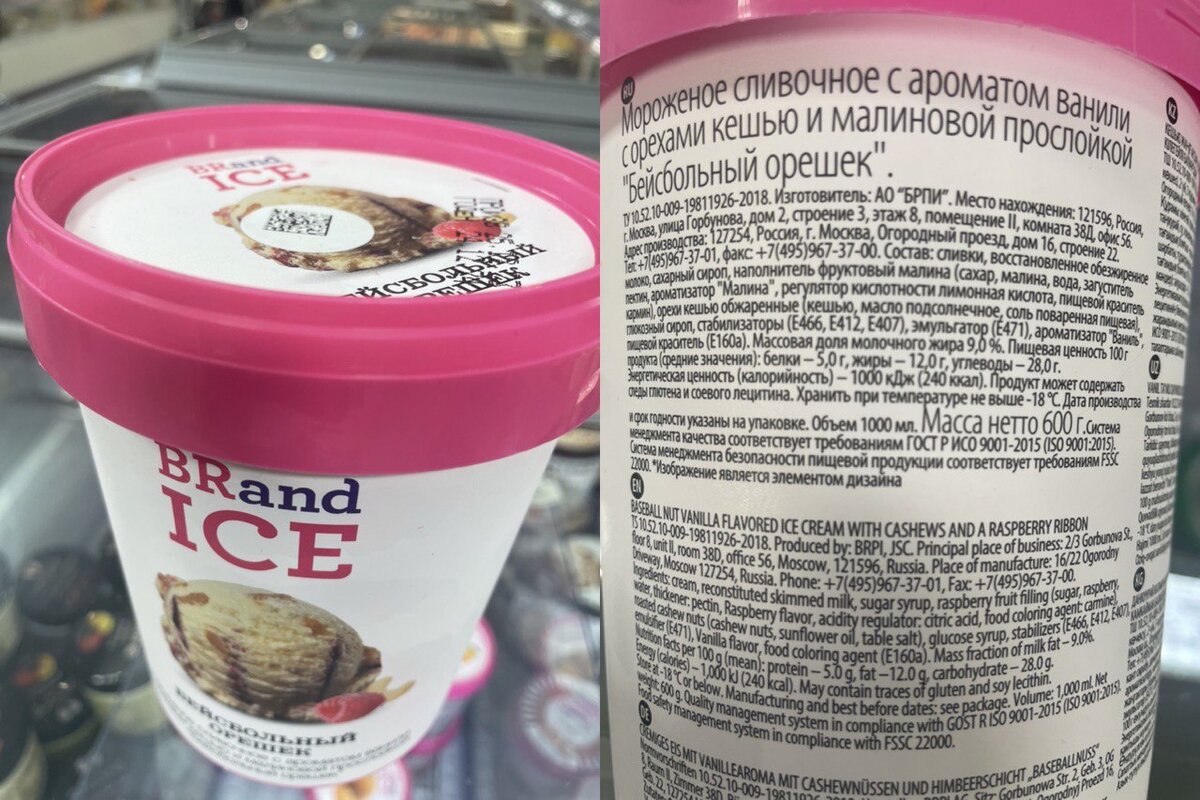 BRand
ICE
ОРЕШЕК
BRand
ICE
БЕЙСБОЛЬНЫЙ
ОРЕШЕК
RU
Мороженое сливочное с ароматом ванили
с орехами кешью и малиновой прослойкой
"Бейсбольный орешек".
ТУ 10.52.10-009-19811926-2018. Изготовитель: АО "БРПИ". Место нахождения: 121596, Россия,
г. Москва, улица Горбунова, дом 2, строение 3, этаж 8, помещение II, комната 38Д, офис 56.
Адрес производства: 127254, Россия, г. Москва, Огородный проезд, дом 16, строение 22.
Тел: +7(495)967-37-01, факс: +7(495)967-37-00. Состав: сливки, восстановленное обезжиренное
молоко, сахарный сироп, наполнитель фруктовый малина (сахар, малина, вода, загуститель
пектин, ароматизатор "Малина", регулятор кислотности лимонная кислота, пищевой краситель
кармин), орехи кешью обжаренные (кешью, масло подсолнечное, соль поваренная пищевая),
глюкозный сироп, стабилизаторы (Е466, Е412, Е407), эмульгатор (Е471), ароматизатор "Ваниль",
пищевой краситель (Е160а). Массовая доля молочного жира 9,0 %. Пищевая ценность 100 г
продукта (средние значения): белки – 5,0 г, жиры – 12,0 г, углеводы – 28,0 г.
Энергетическая ценность (калорийность) – 1000 кДж (240 ккал). Продукт может содержать
следы глютена и соевого лецитина. Хранить при температуре не выше -18 °С. Дата производства
и срок годности указаны на упаковке. Объем 1000 мл. Масса нетто 600 г. Система
менеджмента качества соответствует требованиям ГОСТ Р ИСО 9001-2015 (ISO 9001:2015).
Система менеджмента безопасности пищевой продукции соответствует требованиям FSSC
22000. *Изображение является элементом дизайна
EN
BASEBALL NUT VANILLA FLAVORED ICE CREAM WITH CASHEWS AND A RASPBERRY RIBBON
TS 10.52.10-009-19811926-2018. Produced by: BRPI, JSC. Principal place of business: 2/3 Gorbunova St.,
floor 8, unit II, room 38D, office 56, Moscow, 121596, Russia. Place of manufacture: 16/22 Ogorodny
Driveway, Moscow 127254, Russia. Phone: +7(495)967-37-01, Fax: +7(495)967-37-00.
Ingredients: cream, reconstituted skimmed milk, sugar syrup, raspberry fruit filling (sugar, raspberry,
water, thickener: pectin, Raspberry flavor, acidity regulator: citric acid, food coloring agent: carmine),
roasted cashew nuts (cashew nuts, sunflower oil, table salt), glucose syrup, stabilizers (E466, E412, E407),
emulsifier (E471), Vanilla flavor, food coloring agent (E160a). Mass fraction of milk fat – 9.0%.
Nutrition facts per 100 g (mean): protein – 5.0 g, fat –12.0 g, carbohydrate – 28.0 g.
Energy (calories) – 1,000 kJ (240 kcal). May contain traces of gluten and soy lecithin.
Store at -18 °C or below. Manufacturing and best before dates: see package. Volume: 1,000 ml. Net
weight: 600 g. Quality management system in compliance with GOST R ISO 9001-2015 (ISO 9001:2015).
Food safety management system in compliance with FSSC 22000.
DE
CREMIGES EIS MIT VANILLEAROMA MIT CASHEWNÜSSEN UND HIMBEERSCHICHT „BASEBALLNUSS"
KZ
UZ
KG